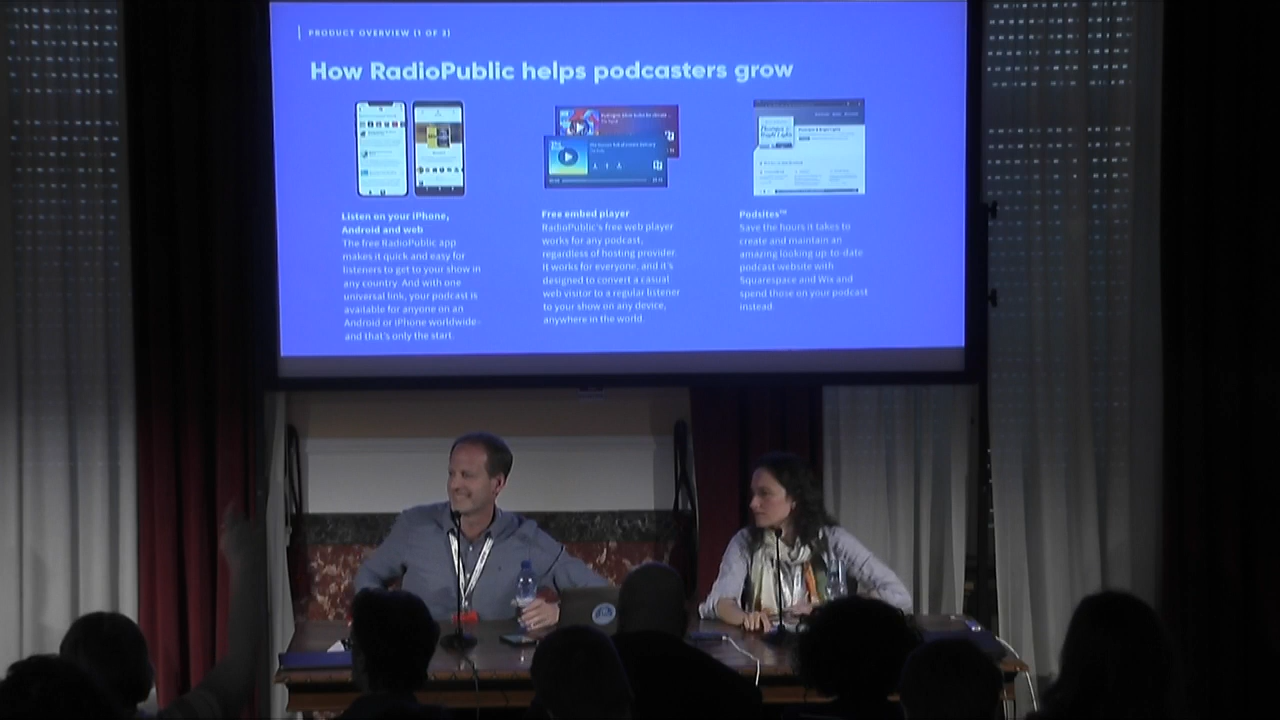 PRODUCT OVERVIEW (1 OF 3)
How RadioPublic helps podcasters grow
Listen on your iPhone,
Android and web
The free RadioPublic app
makes it quick and easy for
listeners to get to your show in
any country. And with one
universal link, your podcast is
available for anyone on an
Android or iPhone worldwide–
and that's only the start.
Free embed player
RadioPublic's free web player
works for any podcast,
regardless of hosting provider.
It works for everyone, and it's
designed to convert a casual
web visitor to a regular listener
to your show on any device,
anywhere in the world.
Podsites™
Save the hours it takes to
create and maintain an
amazing looking up-to-date
podcast website with
Squarespace and Wix and
spend those on your podcast
instead.